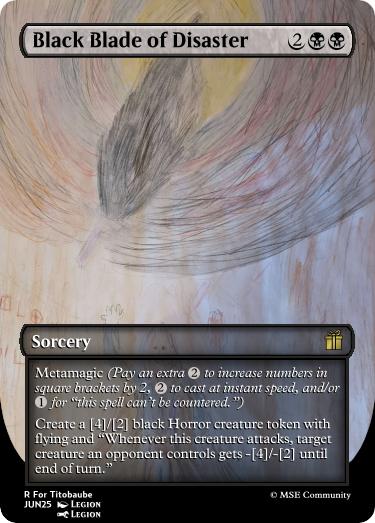 Black Blade of Disaster 2
Sorcery
Metamagic (Pay an extra 2 to increase numbers in
square brackets by 2, 2 to cast at instant speed, and/or
1 for “this spell can't be countered.”)
Create a [4]/[2] black Horror creature token with
flying and “Whenever this creature attacks, target
creature an opponent controls gets -[4]/-[2] until
end of turn.”
R For Titobaube
JUN25 Legion
Legion
© MSE Community